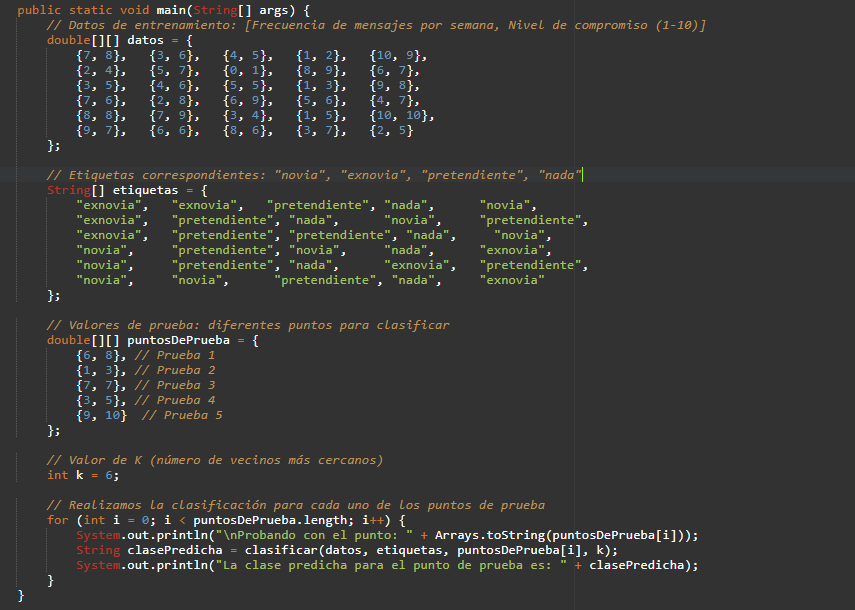 public static void main(String[] args) {
// Datos de entrenamiento: [Frecuencia de mensajes por semana, Nivel de compromiso (1-10)]
double[][] datos = {
{7, 8}, {3, 6}, {4, 5}, {1, 2}, {10, 9},
{2, 4}, {5, 7}, {0, 1}, {8, 9}, {6, 7},
{3, 5}, {4, 6}, {5, 5}, {1, 3}, {9, 8},
{7, 6}, {2, 8}, {6, 9}, {5, 6}, {4, 7},
{8, 8}, {7, 9}, {3, 4}, {1, 5}, {10, 10},
{9, 7}, {6, 6}, {8, 6}, {3, 7}, {2, 5}
};
// Etiquetas correspondientes: "novia", "exnovia", "pretendiente", "nada"
String[] etiquetas = {
"exnovia", "exnovia", "pretendiente", "nada", "novia",
"exnovia", "pretendiente", "nada", "novia", "pretendiente",
"exnovia", "pretendiente", "pretendiente", "nada", "novia",
"novia", "pretendiente", "novia", "nada", "exnovia",
"novia", "pretendiente", "nada", "exnovia", "pretendiente",
"novia", "novia", "pretendiente", "nada", "exnovia"
};
// Valores de prueba: diferentes puntos para clasificar
double[][] puntosDePrueba = {
{6, 8}, // Prueba 1
{1, 3}, // Prueba 2
{7, 7}, // Prueba 3
{3, 5}, // Prueba 4
{9, 10} // Prueba 5
};
// Valor de K (número de vecinos más cercanos)
int k = 6;
// Realizamos la clasificación para cada uno de los puntos de prueba
for (int i = 0; i < puntosDePrueba.length; i++) {
System.out.println("\nProbando con el punto: " + Arrays.toString(puntosDePrueba[i]));
String clasePredicha = clasificar(datos, etiquetas, puntosDePrueba[i], k);
System.out.println("La clase predicha para el punto de prueba es: " + clasePredicha);
}
}